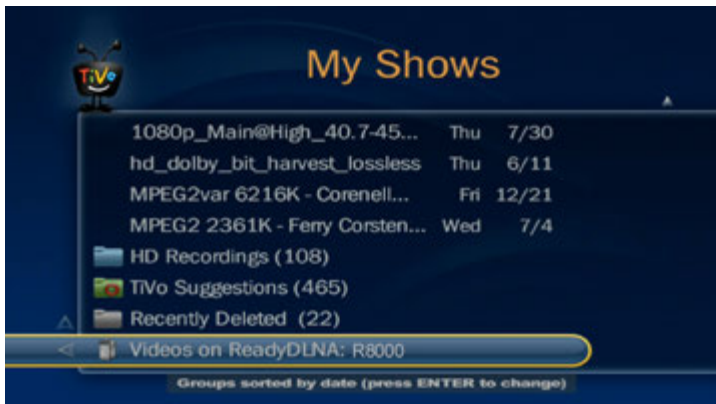 TiVo
My Shows
1080p_Main@High_40.7-45... Thu 7/30
hd_dolby_bit_harvest_lossless Thu 6/11
MPEG2var 6216K - Corenell... Fri 12/21
MPEG2 2361K - Ferry Corsten... Wed 7/4
HD Recordings (108)
TiVo Suggestions (465)
Recently Deleted (22)
Videos on ReadyDLNA: R8000
Groups sorted by date (press ENTER to change)